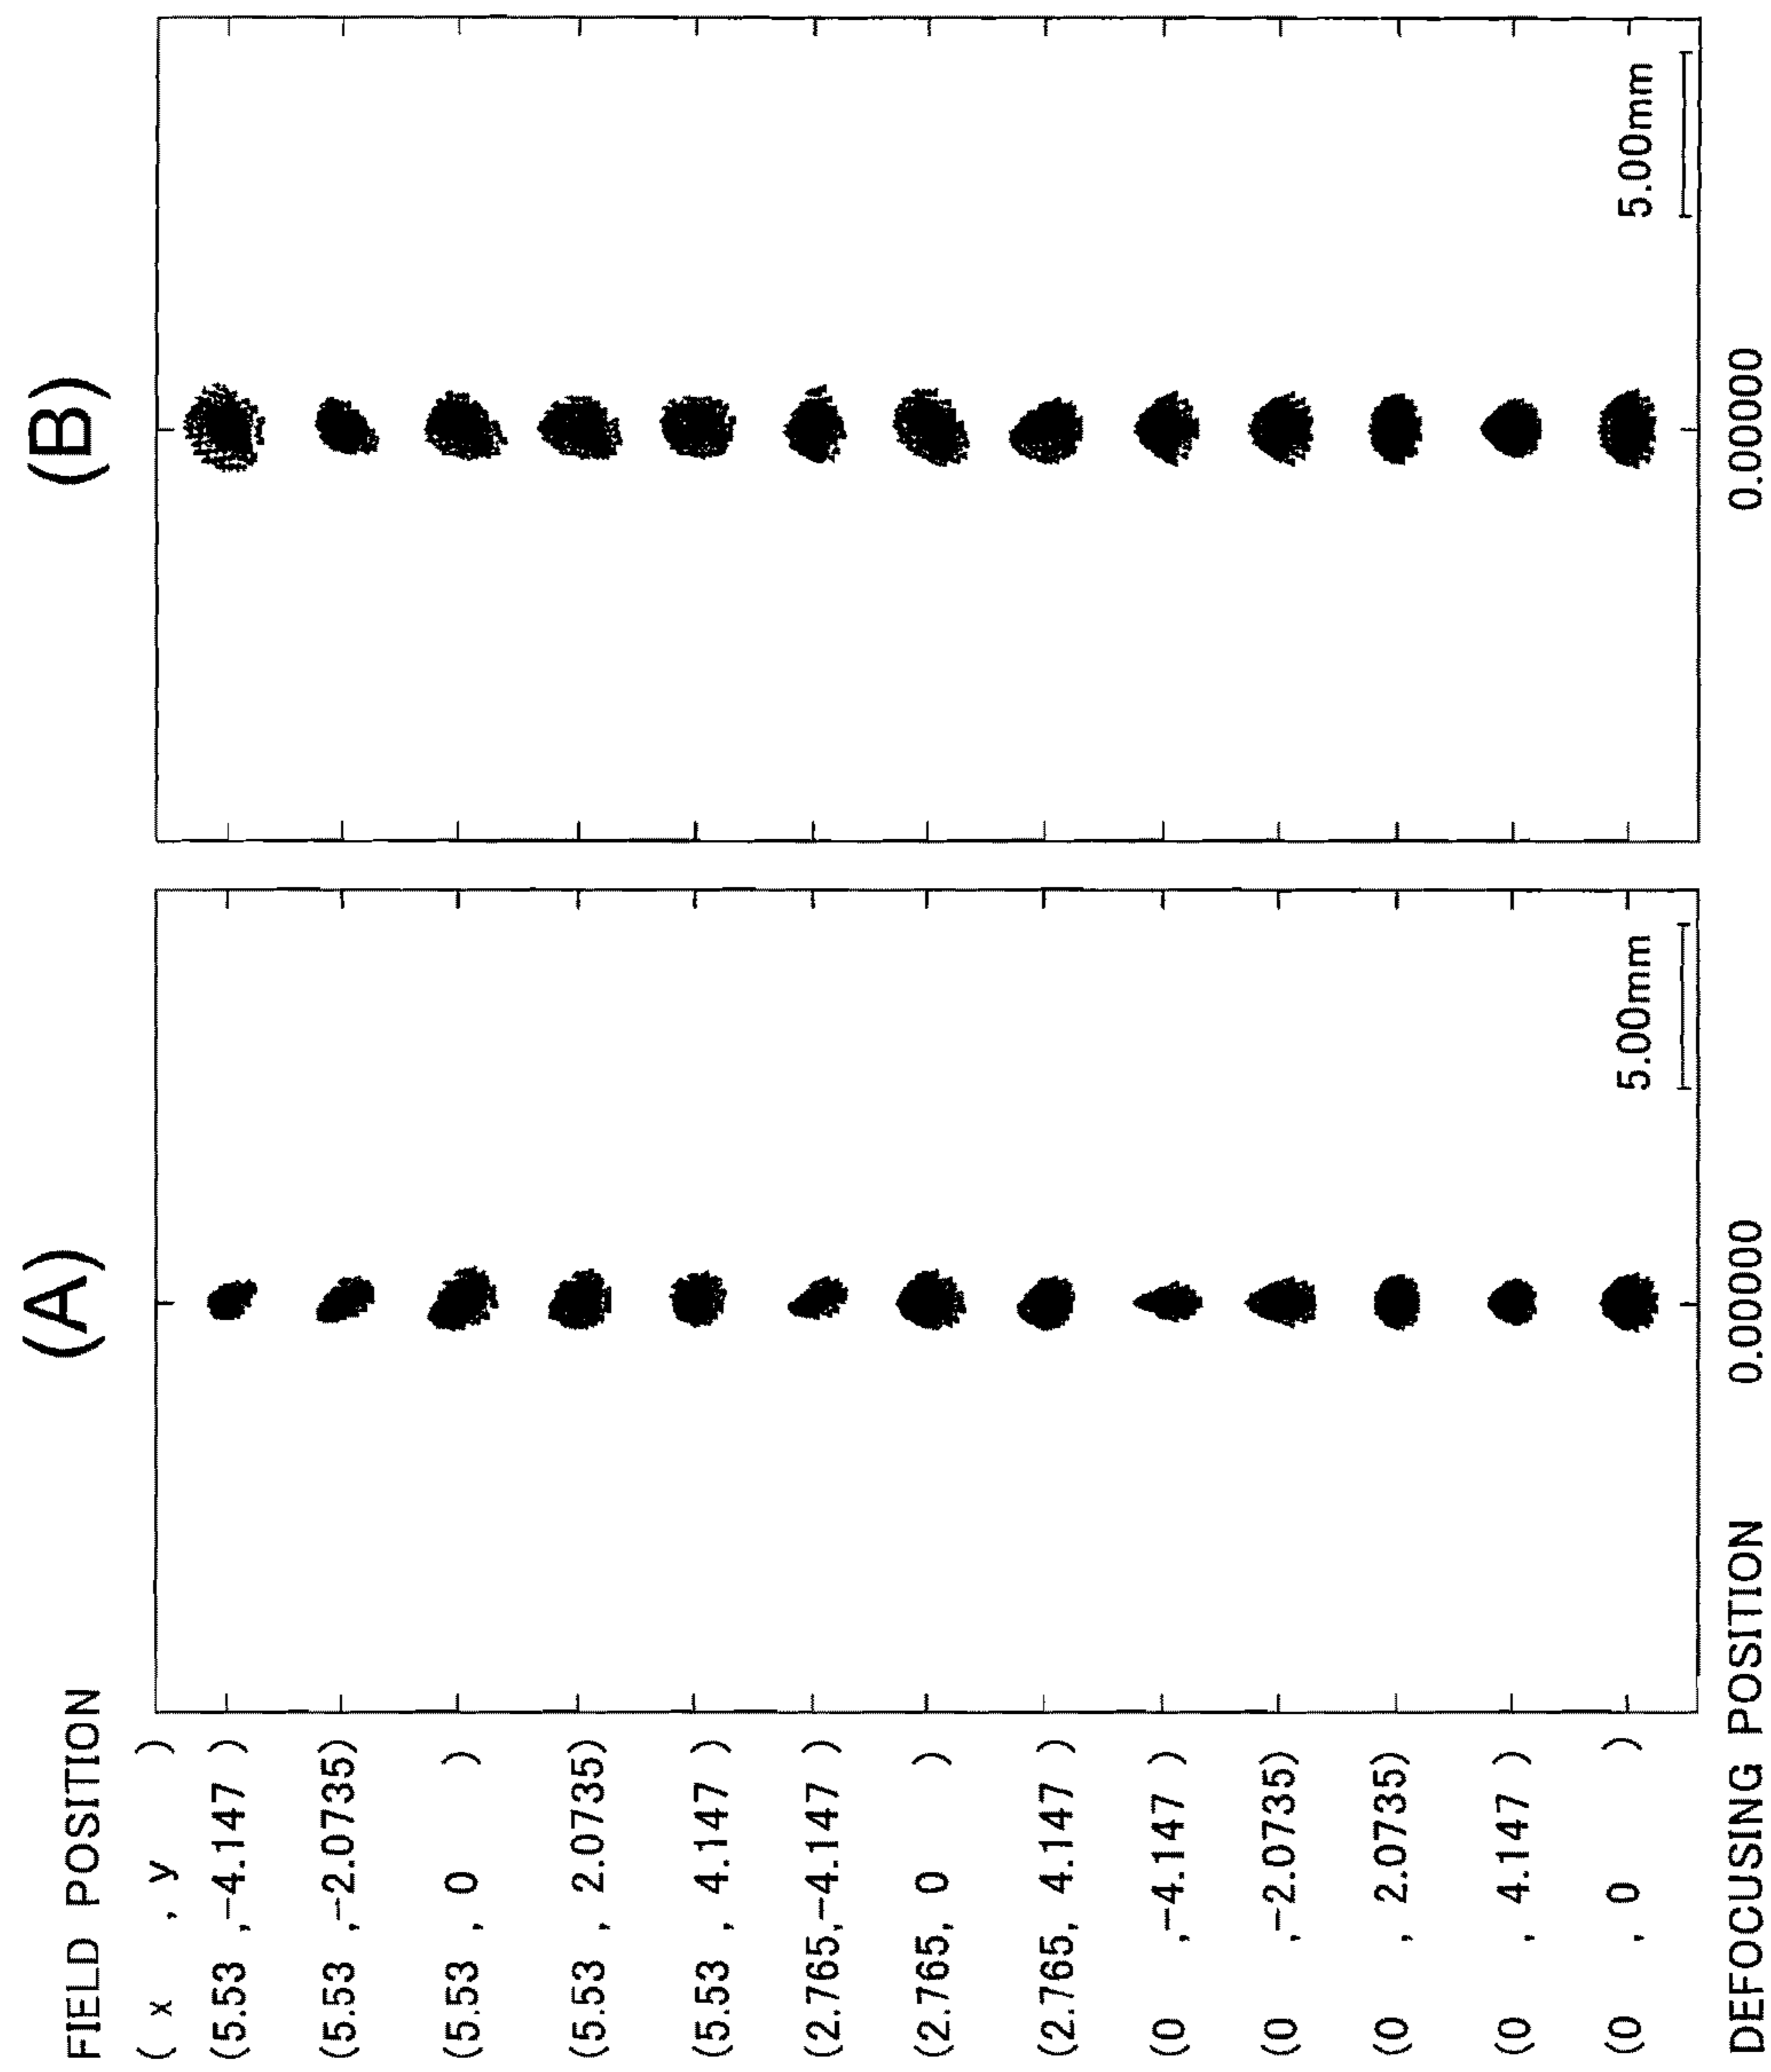 (A)
(B)
FIELD POSITION
( x , y )
(5.53 ,-4.147 )
(5.53 ,-2.0735)
(5.53 , 0 )
(5.53 , 2.0735)
(5.53 , 4.147 )
(2.765,-4.147 )
(2.765, 0 )
(2.765, 4.147 )
(0 ,-4.147 )
(0 ,-2.0735)
(0 , 2.0735)
(0 , 4.147 )
(0 , 0 )
5.00mm
5.00mm
DEFOCUSING POSITION 0.00000 0.00000